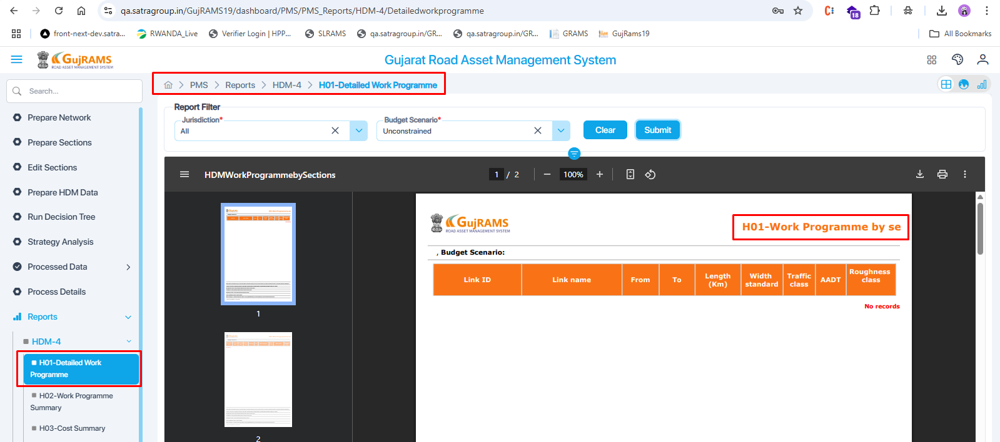 qa.satragroup.in/GujRAMS19/dashboard/PMS/PMS_Reports/HDM-4/Detailedworkprogramme
18
front-next-dev.satra...
RWANDA_Live
Verifier Login | HPP...
SLRAMS
qa.satragroup.in/GR...
qa.satragroup.in/GR...
GRAMS
GujRams19
All Bookmarks
GujRAMS
ROAD ASSET MANAGEMENT SYSTEM
Gujarat Road Asset Management System
Search...
PMS > Reports > HDM-4 > H01-Detailed Work Programme
Prepare Network
Prepare Sections
Edit Sections
Prepare HDM Data
Run Decision Tree
Strategy Analysis
Processed Data
Process Details
Reports
HDM-4
H01-Detailed Work
Programme
H02-Work Programme
Summary
H03-Cost Summary
Report Filter
Jurisdiction*
All
Budget Scenario*
Unconstrained
Clear
Submit
HDMWorkProgrammebySections
1 / 2
100%
1
2
GujRAMS
ROAD ASSET MANAGEMENT SYSTEM
H01-Work Programme by se
, Budget Scenario:
Link ID
Link name
From
To
Length
(Km)
Width
standard
Traffic
class
AADT
Roughness
class
No records